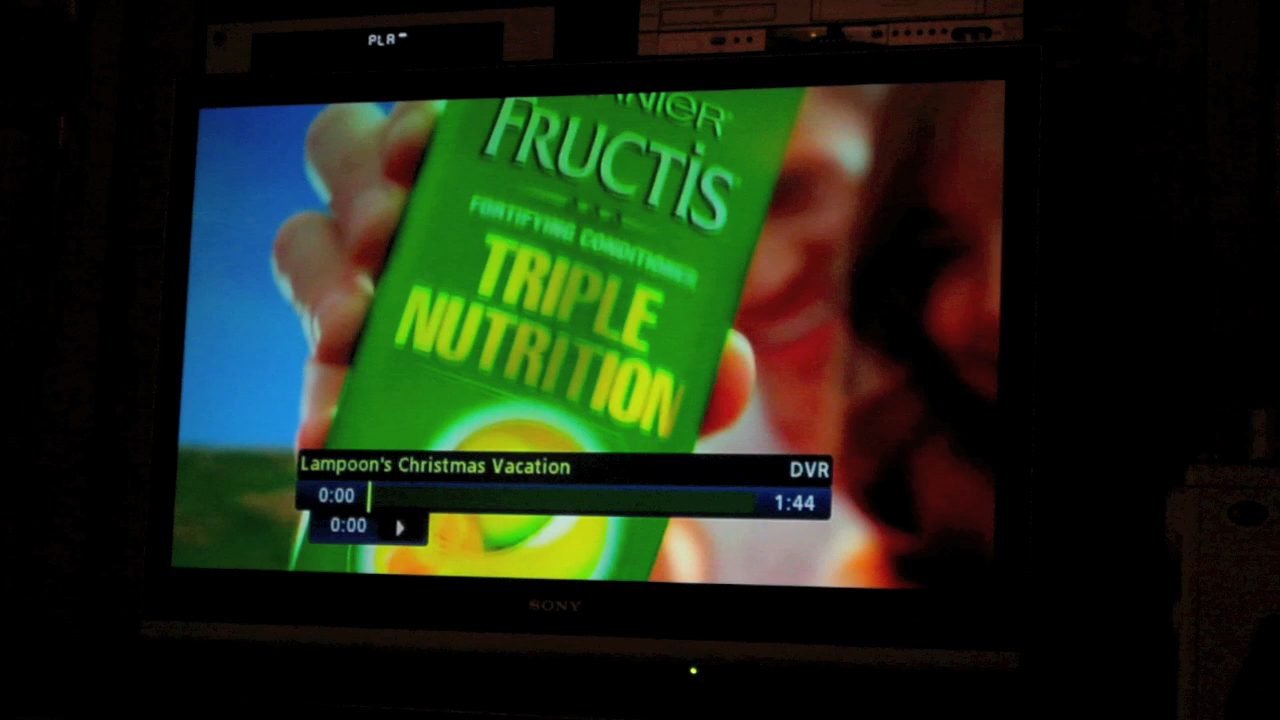 PLA
FRUCTIS
FORTIFYING CONDITIONER
TRIPLE
NUTRITION
Lampoon's Christmas Vacation DVR
0:00 1:44
0:00
SONY